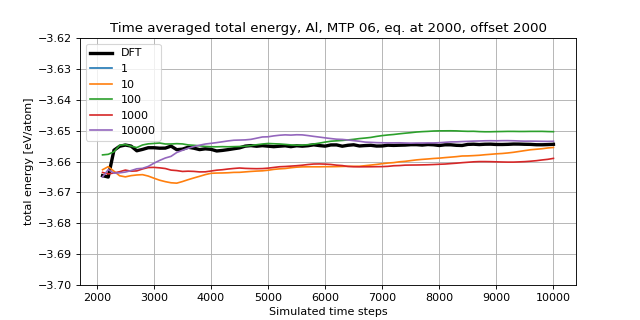 Time averaged total energy, Al, MTP 06, eq. at 2000, offset 2000
−3.62
−3.63
−3.64
−3.65
−3.66
−3.67
−3.68
−3.69
−3.70
total energy [eV/atom]
DFT
1
10
100
1000
10000
2000 3000 4000 5000 6000 7000 8000 9000 10000
Simulated time steps